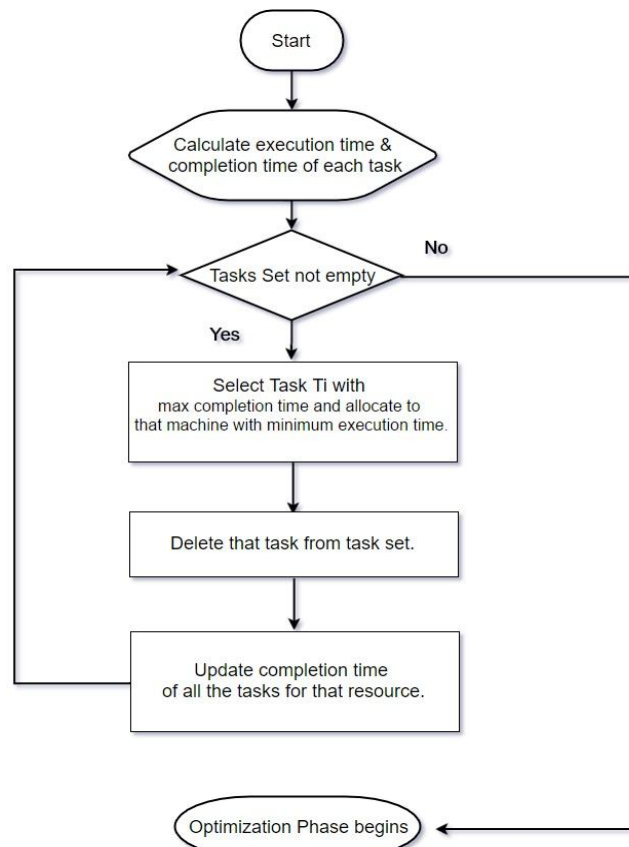 Start
Calculate execution time &
completion time of each task
Tasks Set not empty
No
Yes
Select Task Ti with
max completion time and allocate to
that machine with minimum execution time.
Delete that task from task set.
Update completion time
of all the tasks for that resource.
Optimization Phase begins